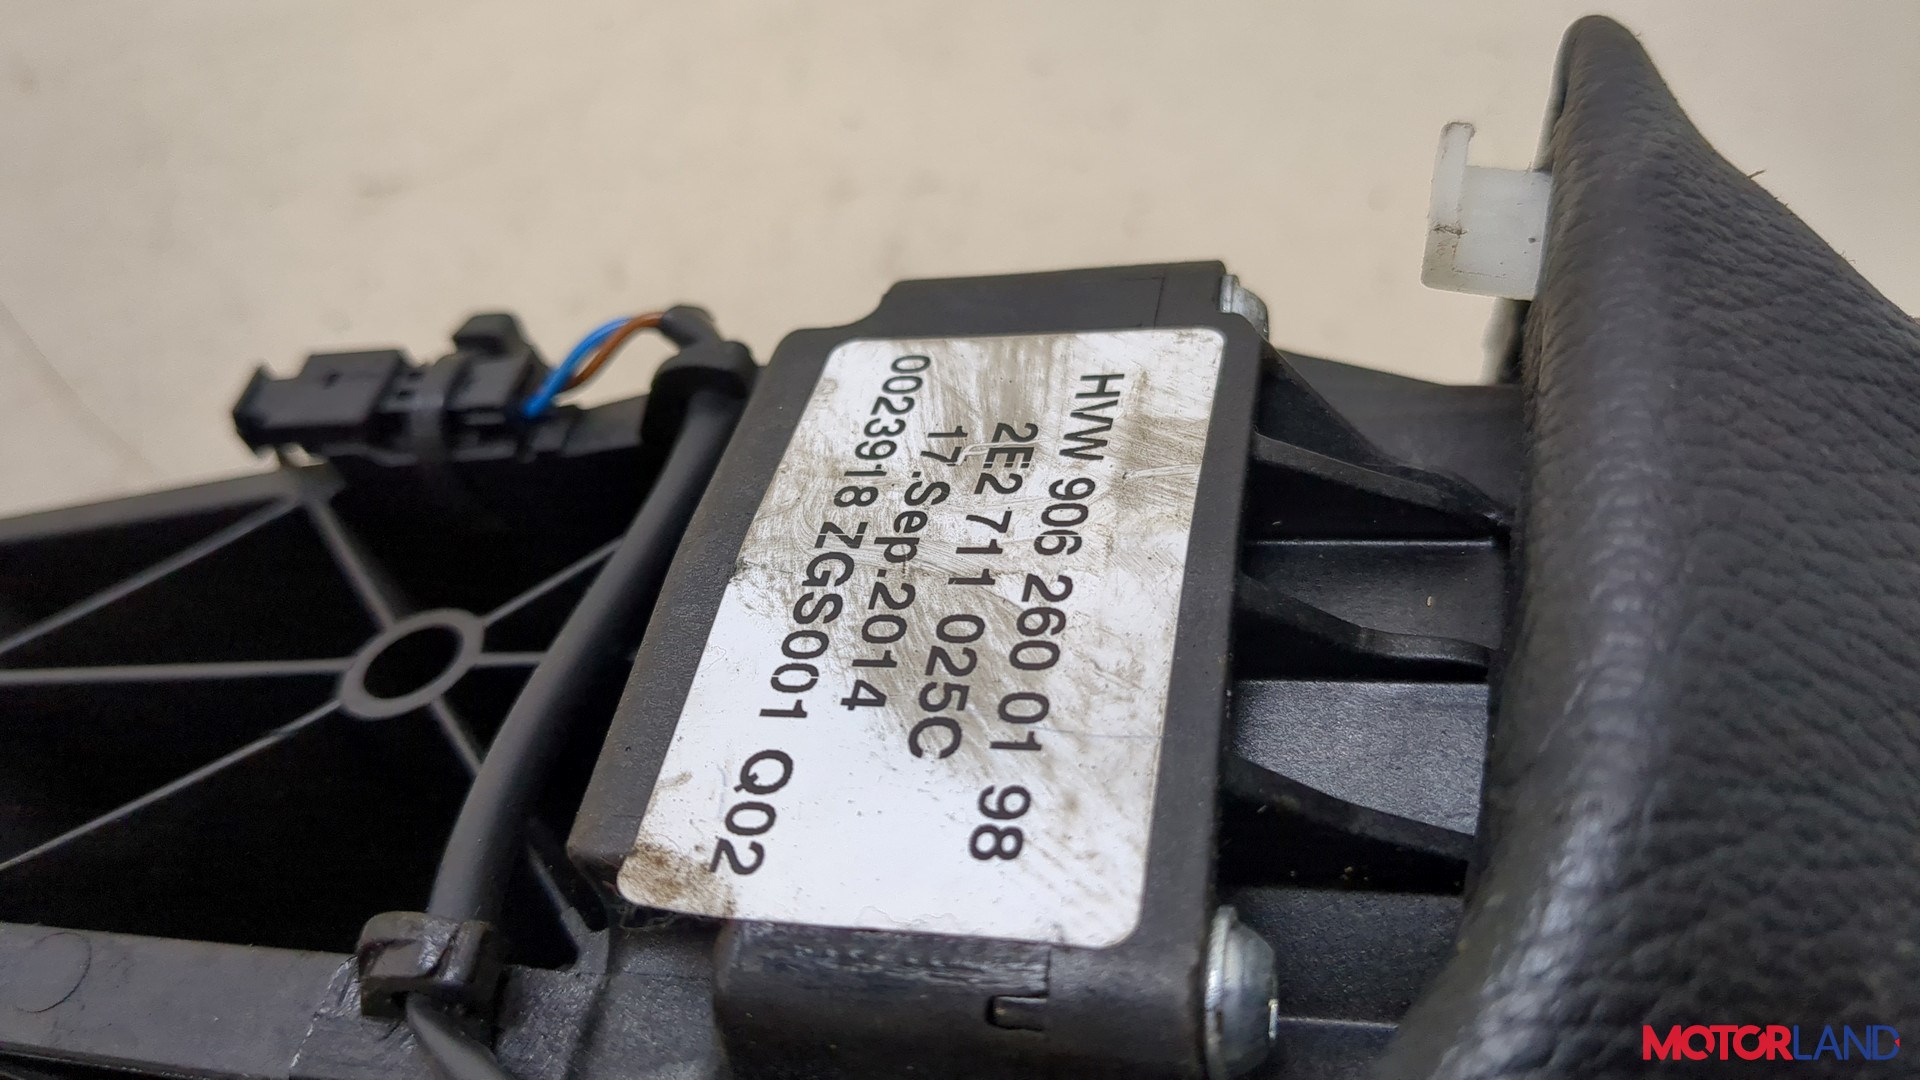 HVW 906 260 01 98
2E2 711 025C
17.Sep.2014
0023918 ZGS001 Q02
MOTORLAND